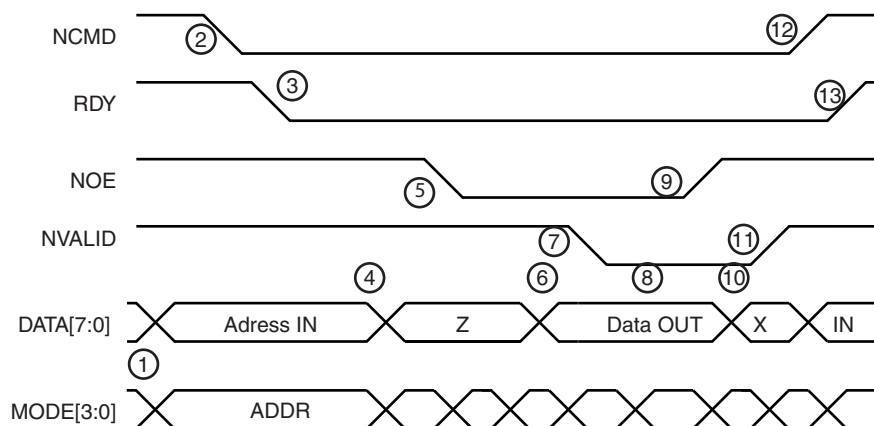 NCMD
2
12
RDY
3
13
NOE
5
9
NVALID
7
11
4
6
8
10
DATA[7:0]
Adress IN
Z
Data OUT
X
IN
1
MODE[3:0]
ADDR